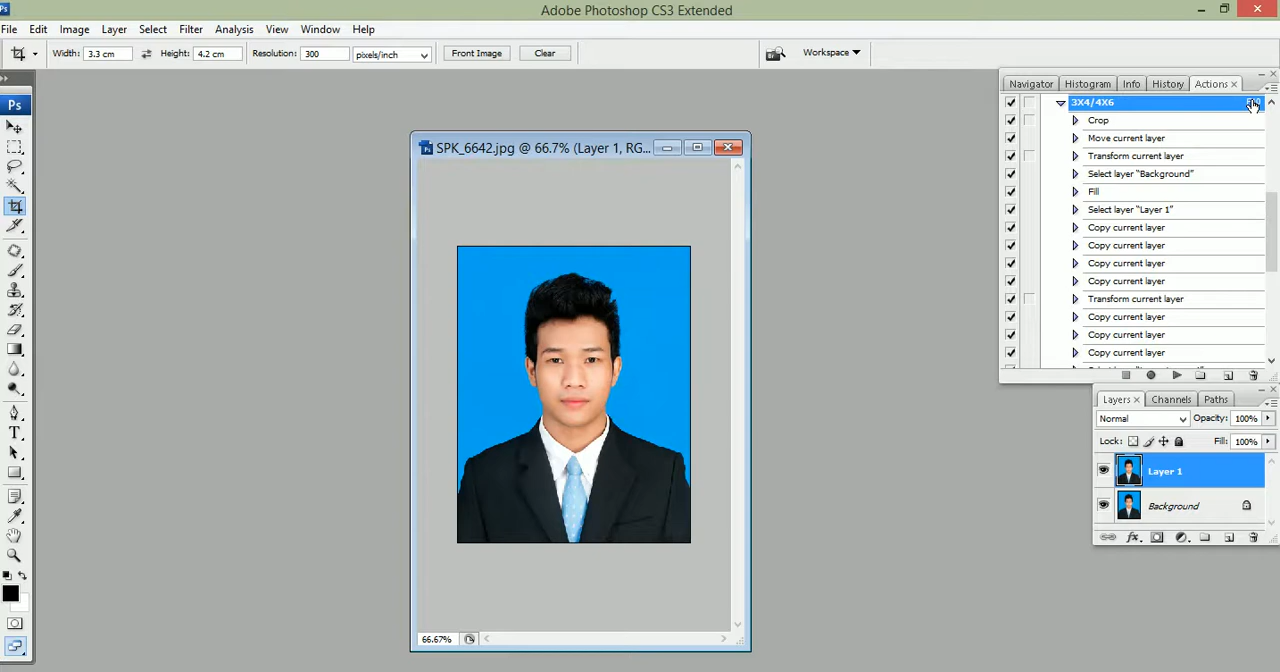 Adobe Photoshop CS3 Extended
File Edit Image Layer Select Filter Analysis View Window Help
Width: 3.3 cm Height: 4.2 cm Resolution: 300 pixels/inch Front Image Clear Workspace
Ps
Navigator Histogram Info History Actions x
3X4/4X6
Crop
Move current layer
Transform current layer
Select layer “Background”
Fill
Select layer “Layer 1”
Copy current layer
Copy current layer
Copy current layer
Copy current layer
Transform current layer
Copy current layer
Copy current layer
Copy current layer
SPK_6642.jpg @ 66.7% (Layer 1, RG...
66.67%
Layers x Channels Paths
Normal Opacity: 100%
Lock: Fill: 100%
Layer 1
Background